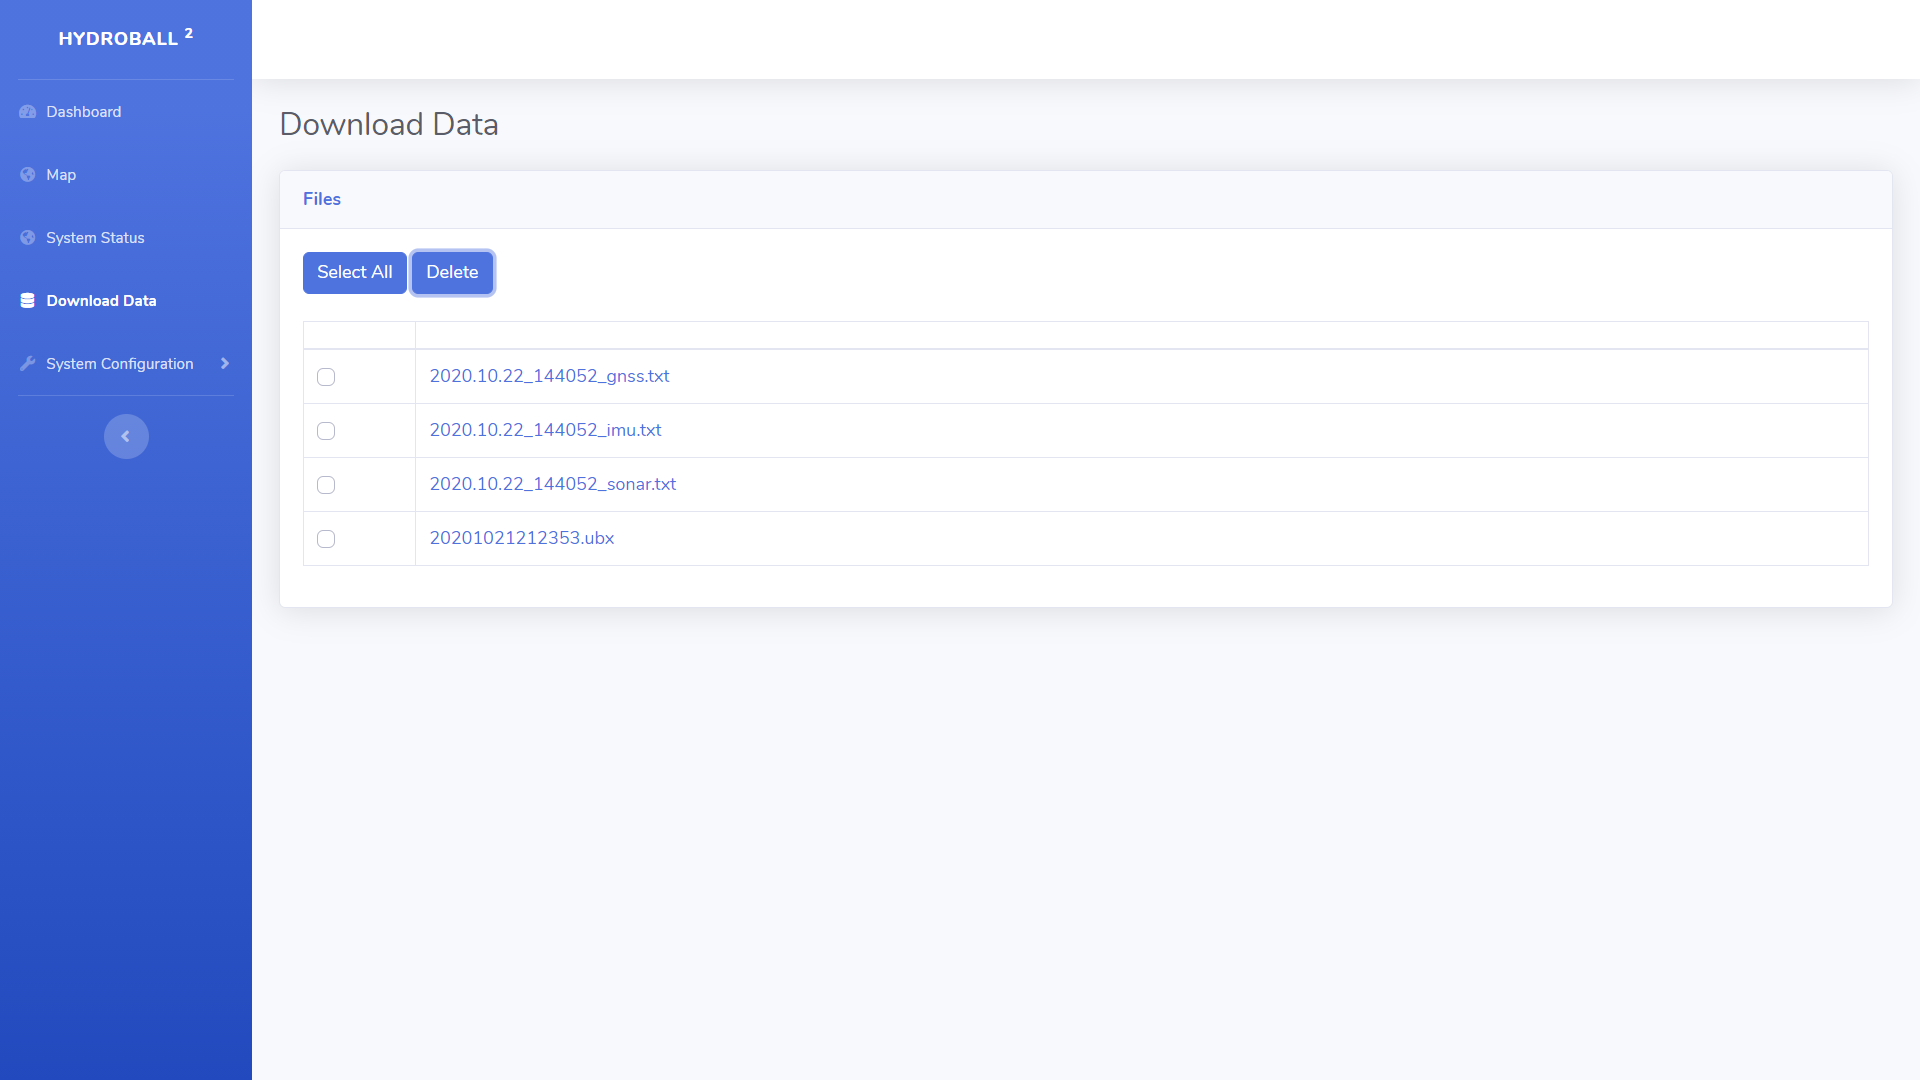 HYDROBALL 2
Dashboard
Map
System Status
Download Data
System Configuration
Download Data
Files
Select All
Delete
2020.10.22_144052_gnss.txt
2020.10.22_144052_imu.txt
2020.10.22_144052_sonar.txt
20201021212353.ubx